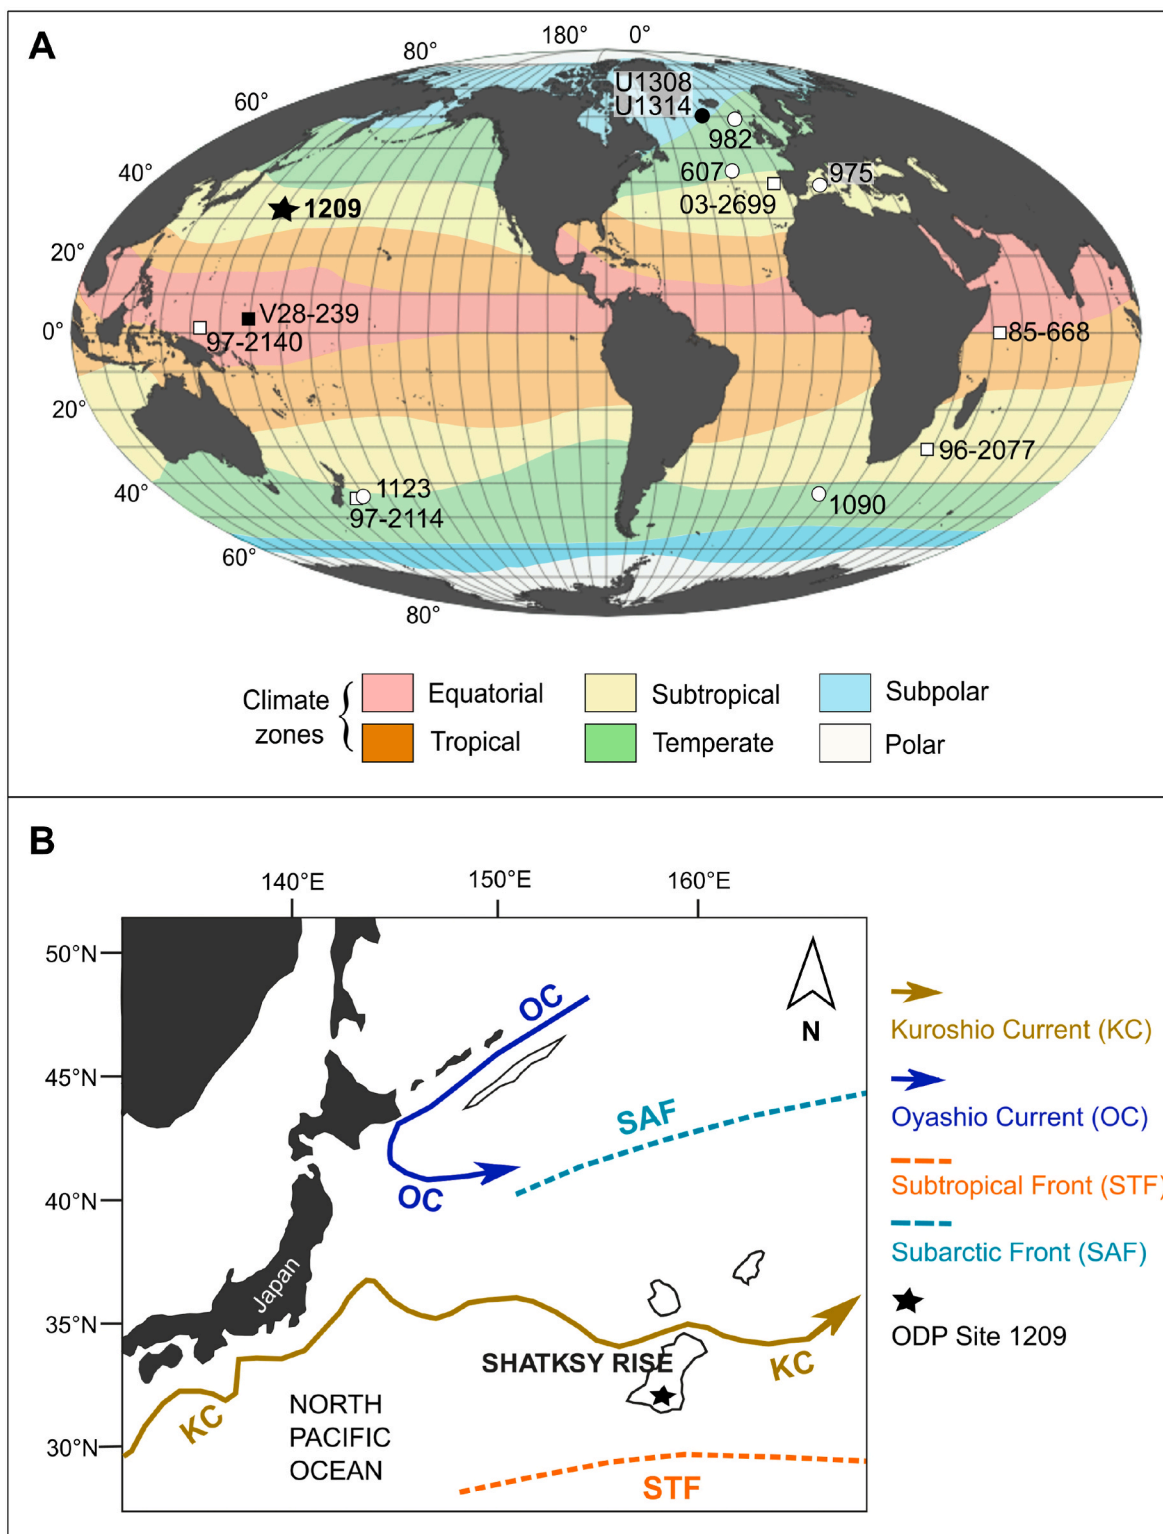 A
180° 0°
80°
60°
40°
20°
0°
20°
40°
60°
80°
U1308
U1314
982
607
975
03-2699
1209
V28-239
97-2140
85-668
96-2077
1123
97-2114
1090
Climate
zones
Equatorial
Subtropical
Subpolar
Tropical
Temperate
Polar
B
140°E
150°E
160°E
50°N
45°N
40°N
35°N
30°N
OC
N
SAF
OC
Japan
SHATKSY RISE
KC
KC
NORTH
PACIFIC
OCEAN
STF
Kuroshio Current (KC)
Oyashio Current (OC)
Subtropical Front (STF)
Subarctic Front (SAF)
ODP Site 1209